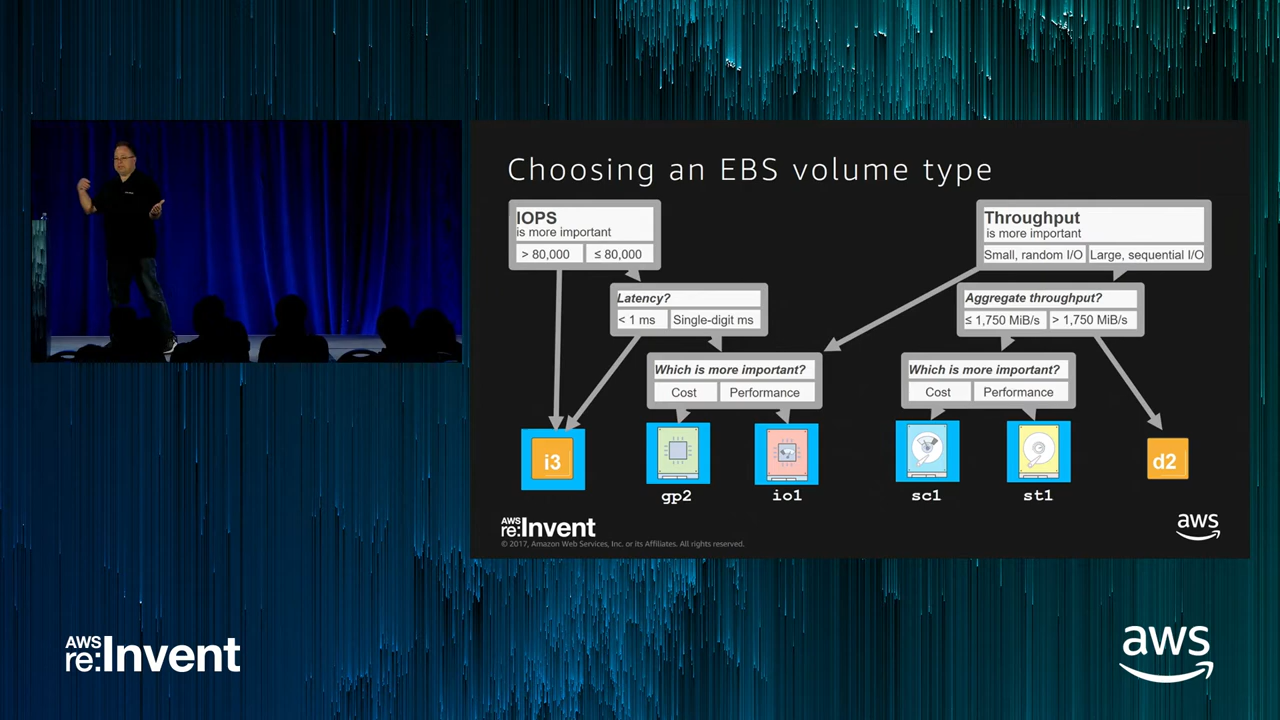 Choosing an EBS volume type
IOPS
is more important
> 80,000
≤ 80,000
Throughput
is more important
Small, random I/O
Large, sequential I/O
Latency?
< 1 ms
Single-digit ms
Aggregate throughput?
≤ 1,750 MiB/s
> 1,750 MiB/s
Which is more important?
Cost
Performance
Which is more important?
Cost
Performance
i3
gp2
io1
sc1
st1
d2
AWS
re:Invent
© 2017, Amazon Web Services, Inc. or its Affiliates. All rights reserved.
aws
AWS
re:Invent
aws